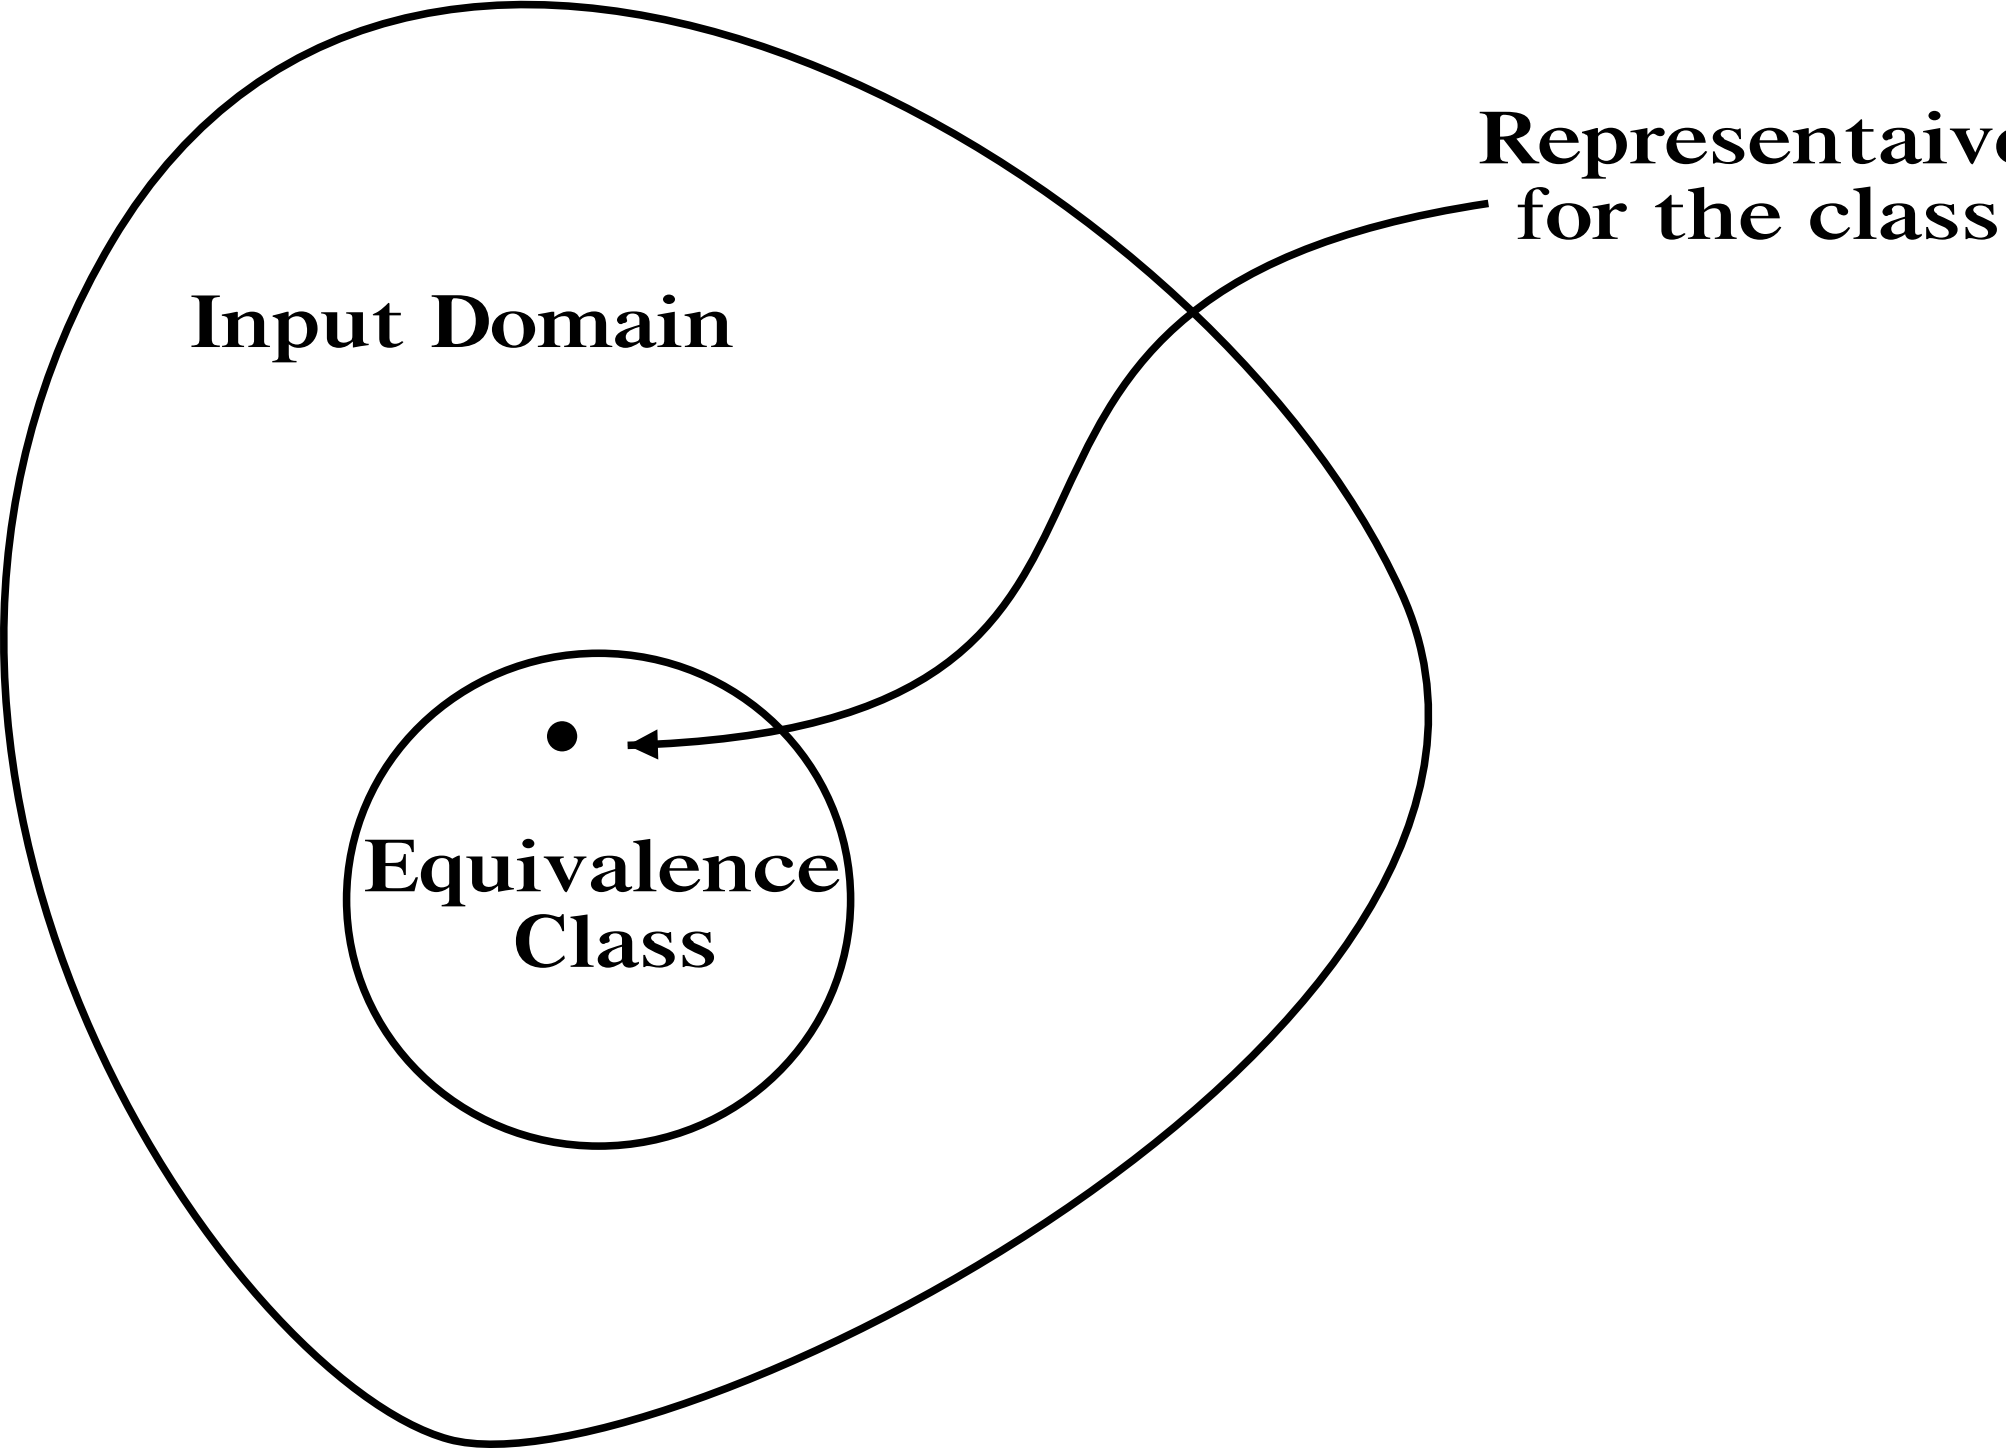 Representaive
for the class
Input Domain
Equivalence
Class